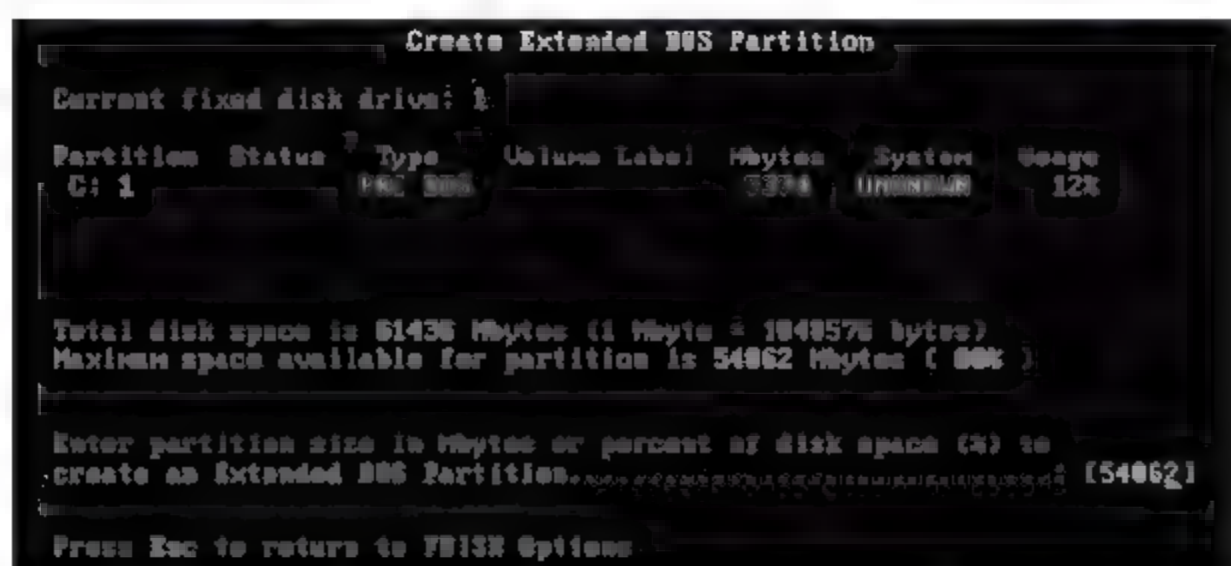 Create Extended DOS Partition
Current fixed disk drive: 1
Partition Status Type Volume Label Mbytes System Usage
C: 1 PRI DOS UNKNOWN 12%
Total disk space is 61436 Mbytes (1 Mbyte = 1048576 bytes)
Maximum space available for partition is 54062 Mbytes ( 88% )
Enter partition size in Mbytes or percent of disk space (%) to
create an Extended DOS Partition. [54062]
Press Esc to return to FDISK Options